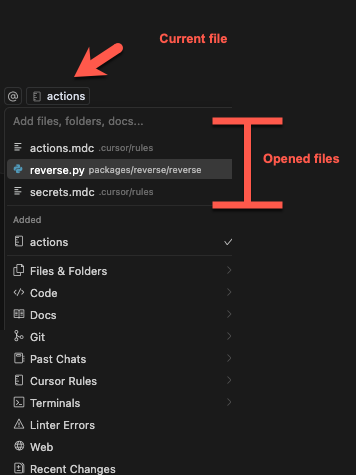 Current file
@ actions
Add files, folders, docs...
actions.mdc .cursor/rules
Opened files
reverse.py packages/reverse/reverse
secrets.mdc .cursor/rules
Added
actions
Files & Folders
Code
Docs
Git
Past Chats
Cursor Rules
Terminals
Linter Errors
Web
Recent Changes